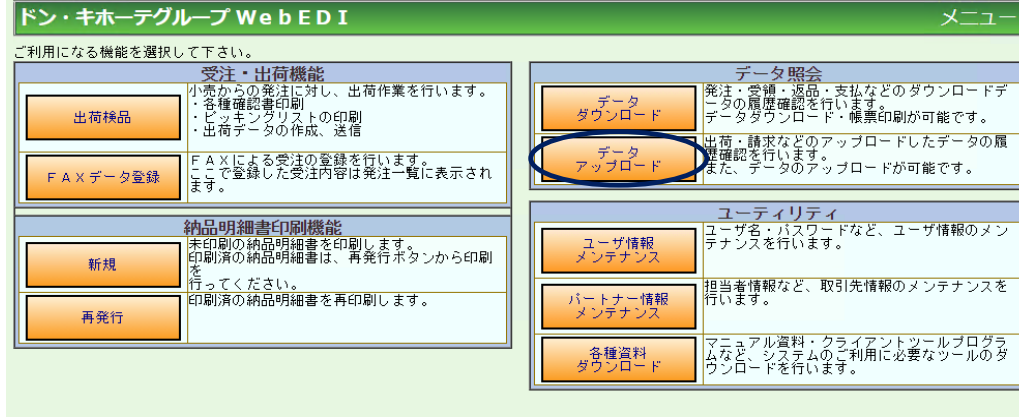 ドン・キホーテグループ WebEDI
メニュー
ご利用になる機能を選択して下さい。
受注・出荷機能
出荷検品
小売からの発注に対し、出荷作業を行います。
・各種確認書印刷
・ピッキングリストの印刷
・出荷データの作成、送信
FAXデータ登録
FAXによる受注の登録を行います。
ここで登録した受注内容は発注一覧に表示され
ます。
納品明細書印刷機能
新規
未印刷の納品明細書を印刷します。
印刷済の納品明細書は、再発行ボタンから印刷
を
行ってください。
再発行
印刷済の納品明細書を再印刷します。
データ照会
データ
ダウンロード
発注・受領・返品・支払などのダウンロードデ
ータの履歴確認を行います。
データダウンロード・帳票印刷が可能です。
データ
アップロード
出荷・請求などのアップロードしたデータの履
歴確認を行います。
また、データのアップロードが可能です。
ユーティリティ
ユーザ情報
メンテナンス
ユーザ名・パスワードなど、ユーザ情報のメン
テナンスを行います。
パートナー情報
メンテナンス
担当者情報など、取引先情報のメンテナンスを
行います。
各種資料
ダウンロード
マニュアル資料・クライアントツールプログラ
ムなど、システムのご利用に必要なツールのダ
ウンロードを行います。